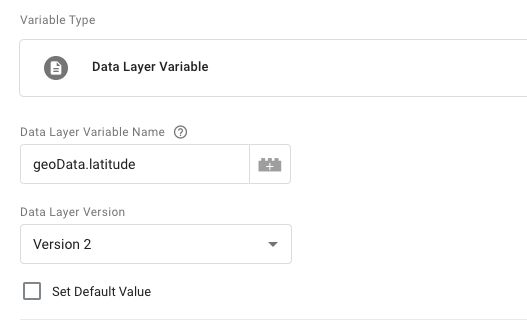 Variable Type
Data Layer Variable
Data Layer Variable Name
geoData.latitude
Data Layer Version
Version 2
Set Default Value